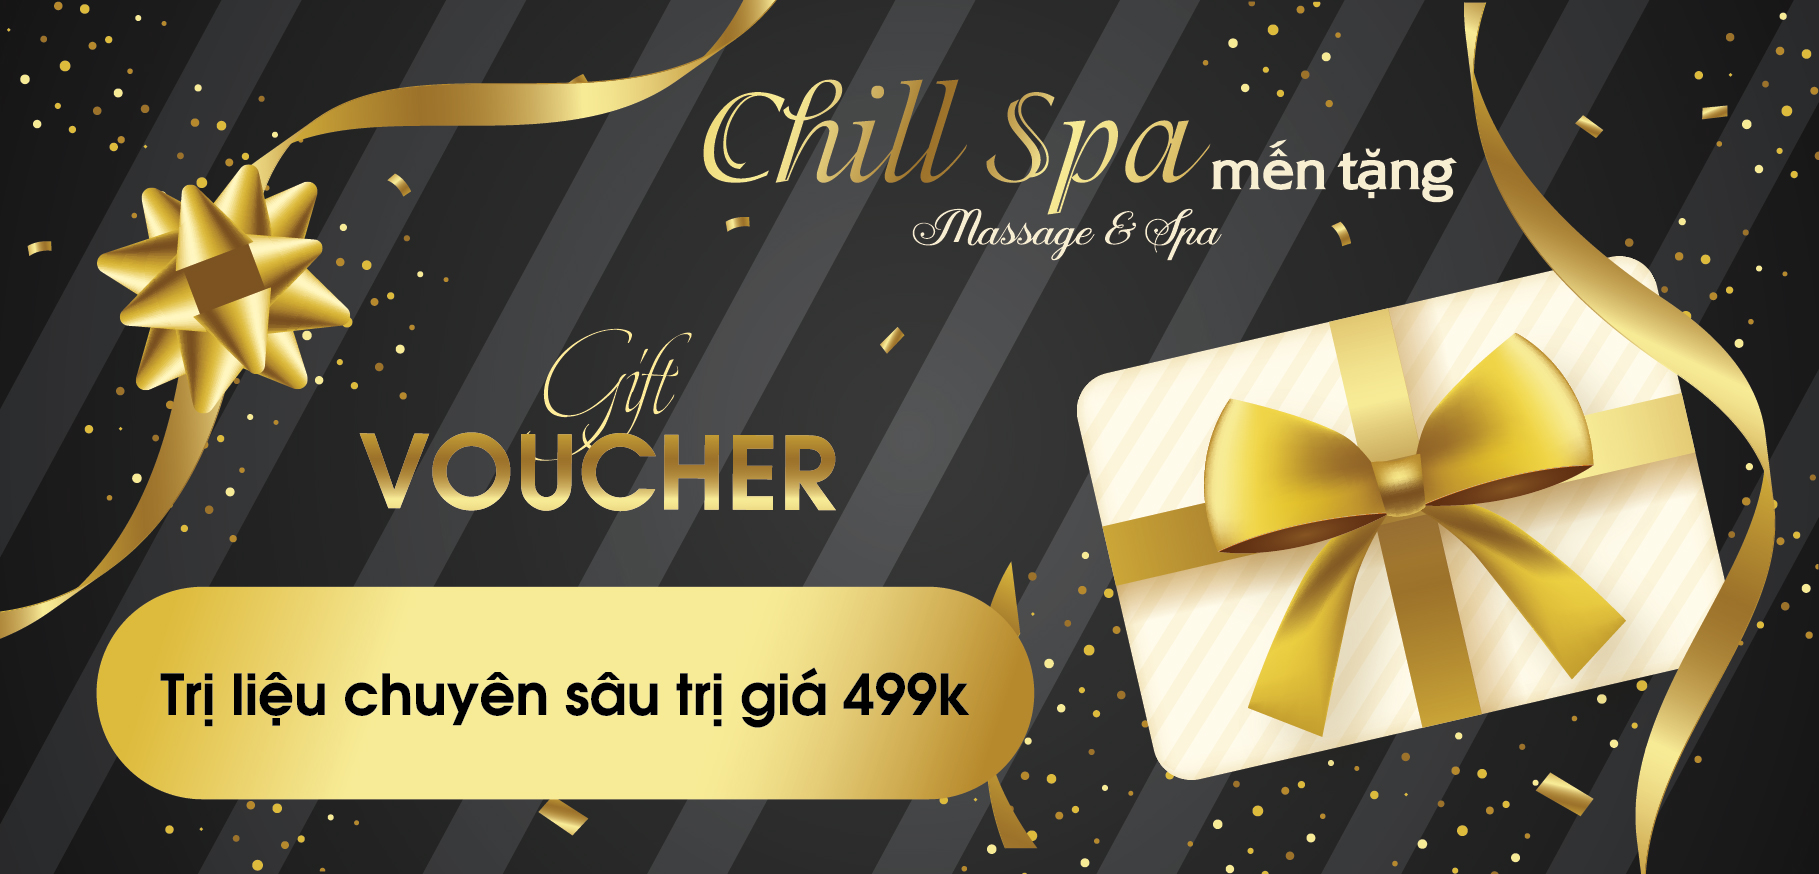 Chill Spa mến tặng
Massage & Spa
Gift
VOUCHER
Trị liệu chuyên sâu trị giá 499k